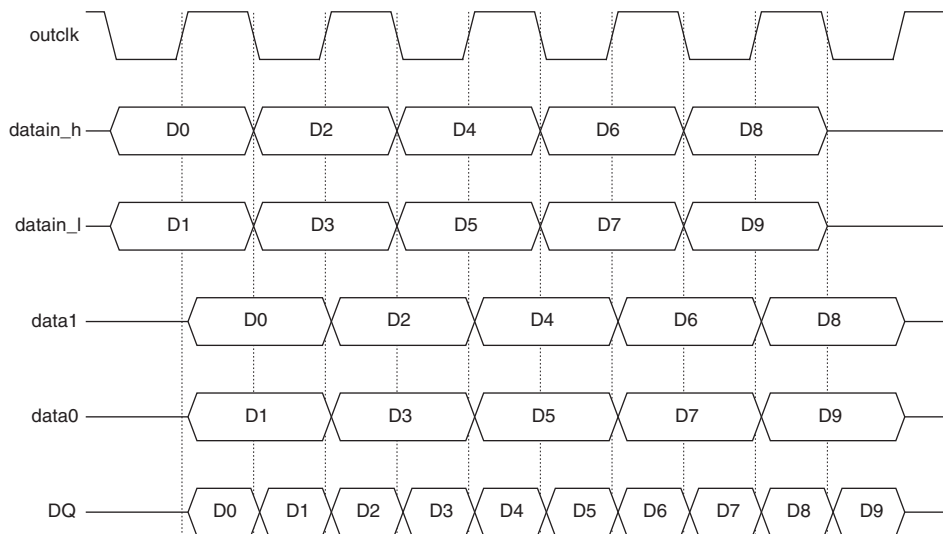 outclk
datain_h D0 D2 D4 D6 D8
datain_l D1 D3 D5 D7 D9
data1 D0 D2 D4 D6 D8
data0 D1 D3 D5 D7 D9
DQ D0 D1 D2 D3 D4 D5 D6 D7 D8 D9